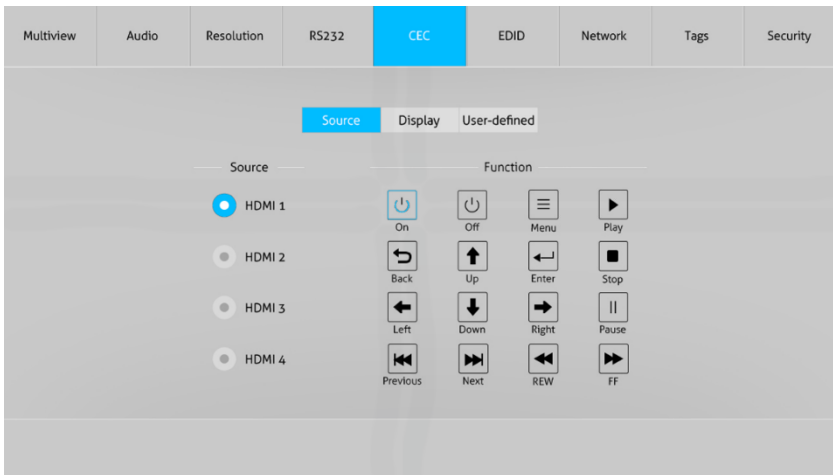 Multiview Audio Resolution RS232 CEC EDID Network Tags Security
Source Display User-defined
Source Function
HDMI 1
On Off Menu Play
HDMI 2
Back Up Enter Stop
HDMI 3
Left Down Right Pause
HDMI 4
Previous Next REW FF